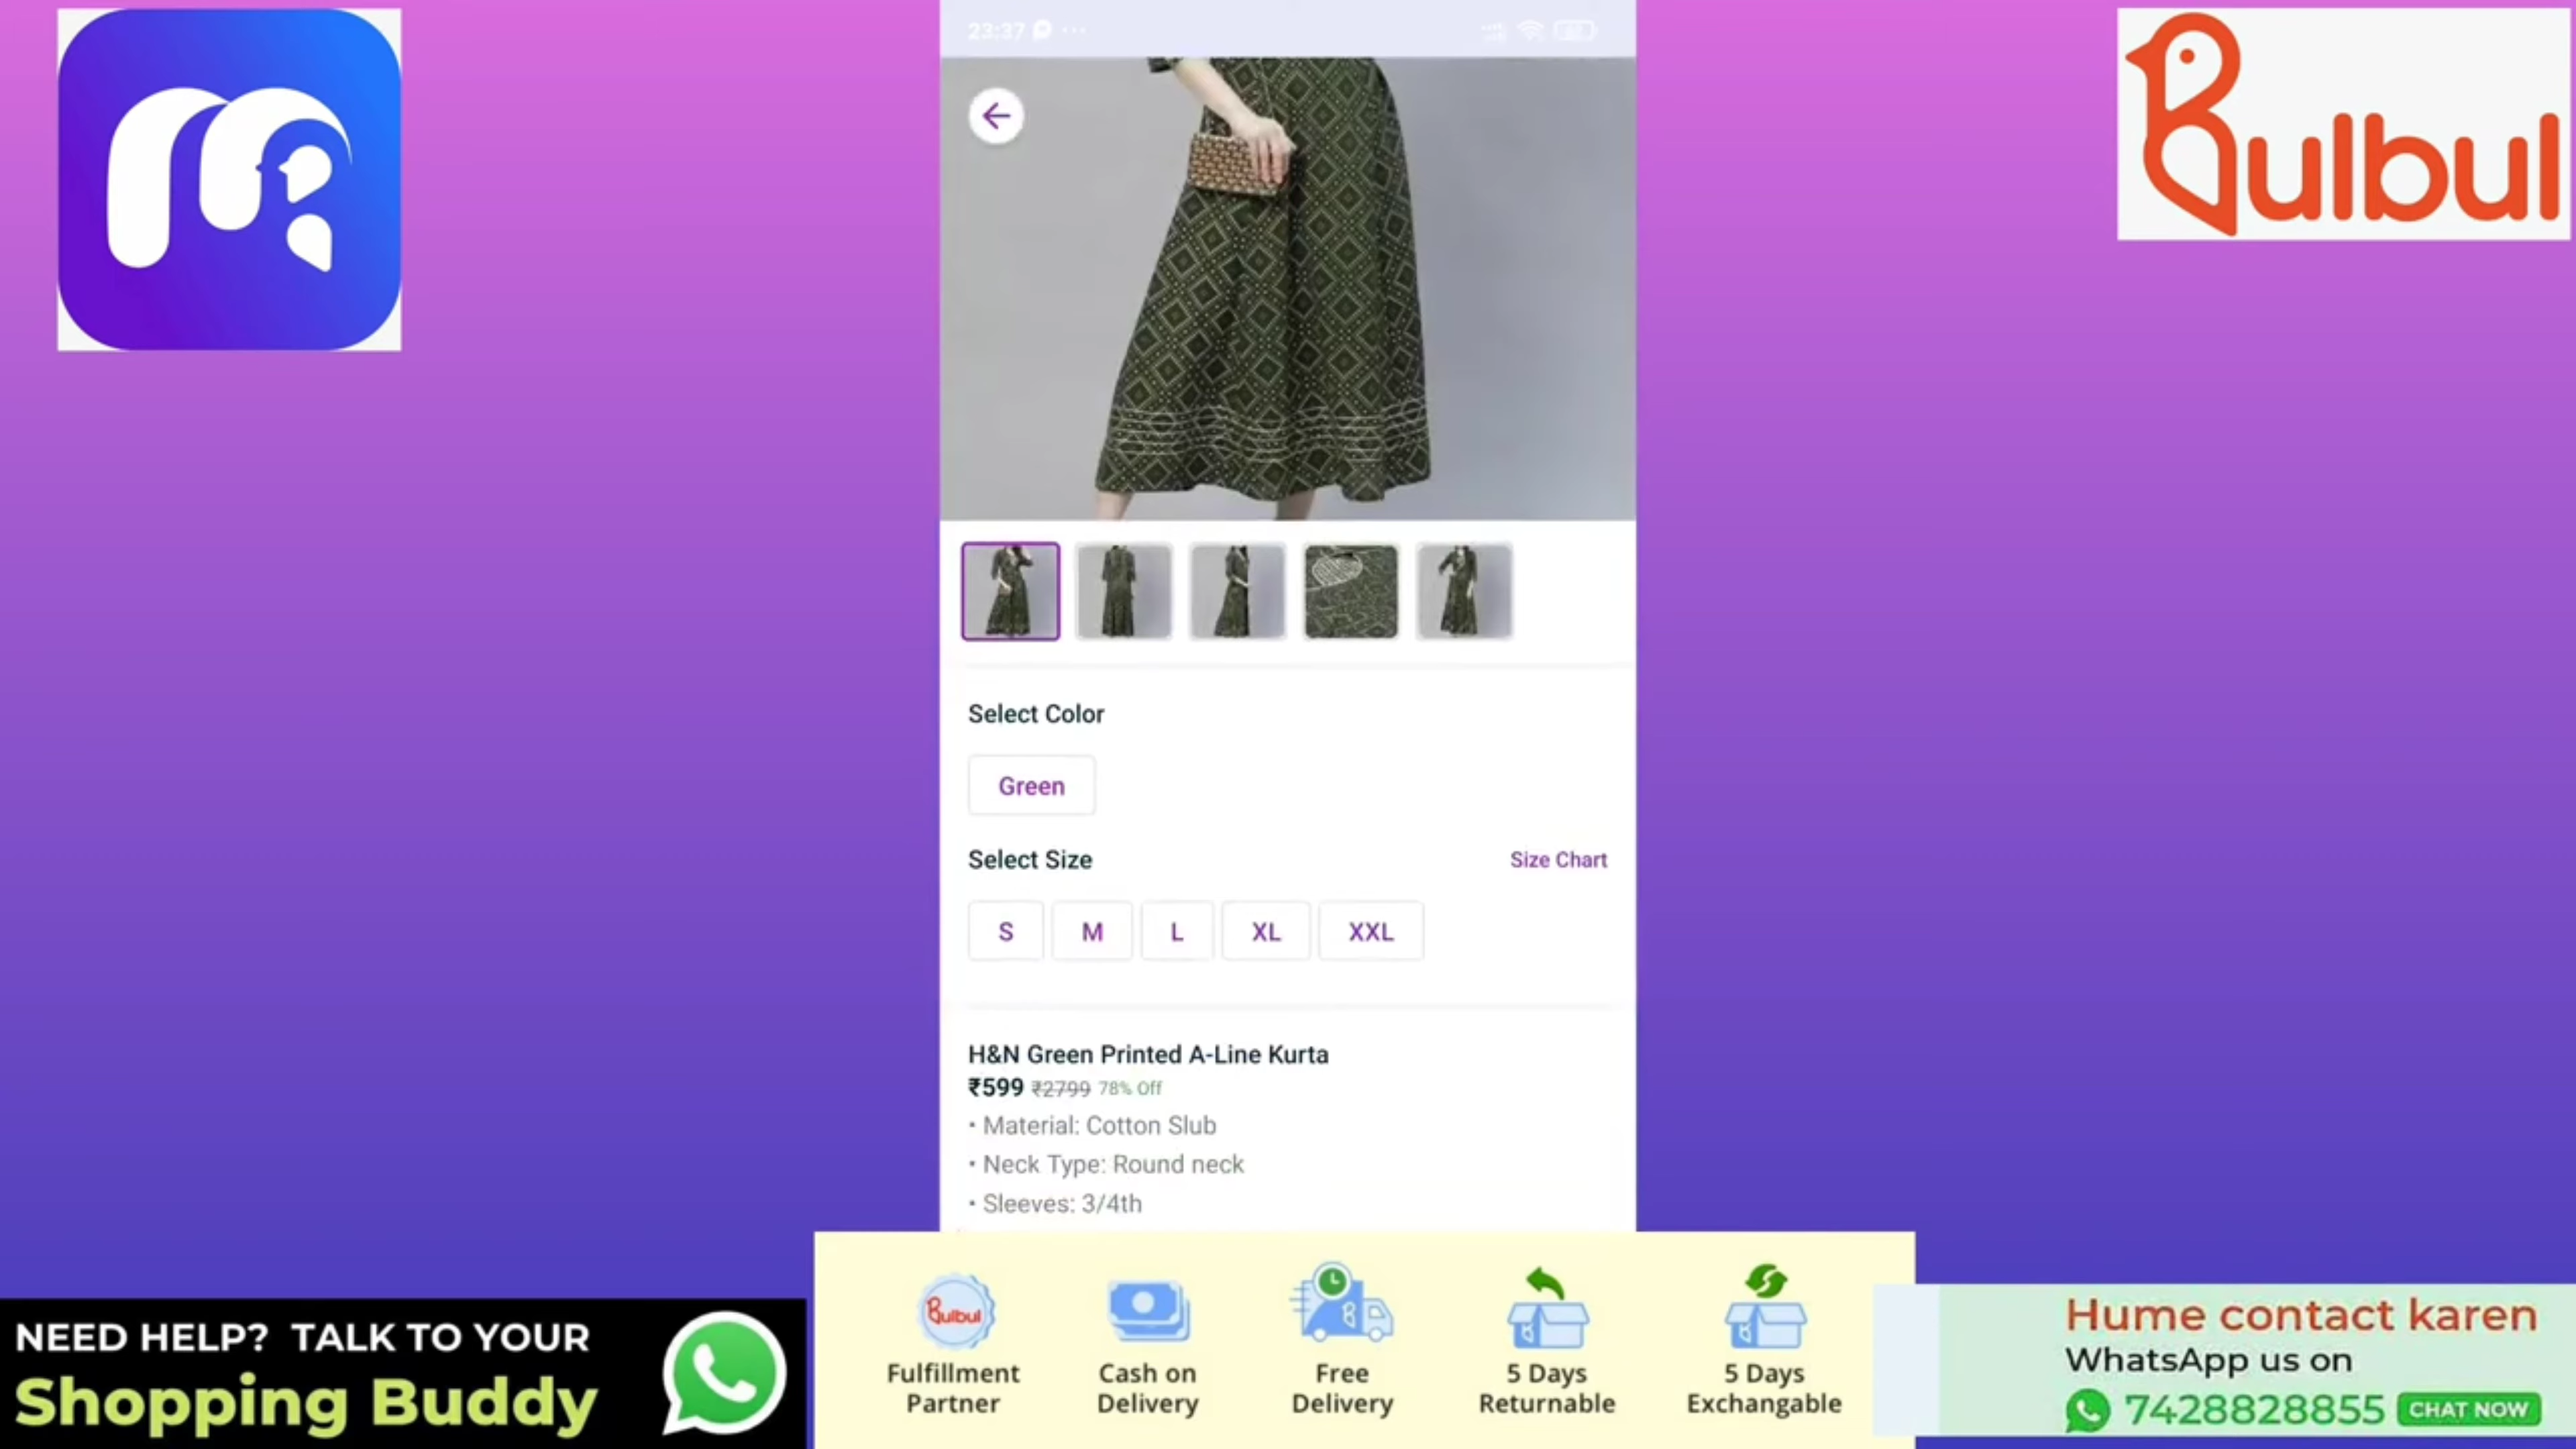 23:37
Bulbul
Select Color
Green
Select Size
Size Chart
S
M
L
XL
XXL
H&N Green Printed A-Line Kurta
₹599 ₹2799 78% Off
• Material: Cotton Slub
• Neck Type: Round neck
• Sleeves: 3/4th
NEED HELP? TALK TO YOUR
Shopping Buddy
Bulbul
Fulfillment
Partner
Cash on
Delivery
Free
Delivery
5 Days
Returnable
5 Days
Exchangable
Hume contact karen
WhatsApp us on
7428828855 CHAT NOW